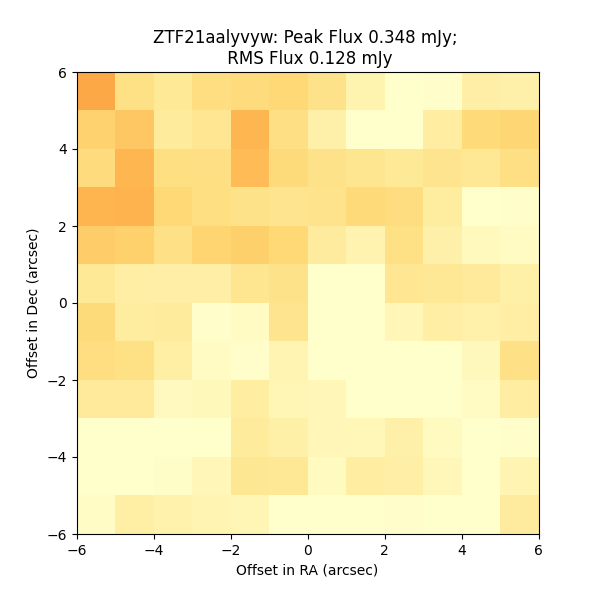 ZTF21aalyvyw: Peak Flux 0.348 mJy;
RMS Flux 0.128 mJy
6
4
2
0
−2
−4
−6
Offset in Dec (arcsec)
−6 −4 −2 0 2 4 6
Offset in RA (arcsec)